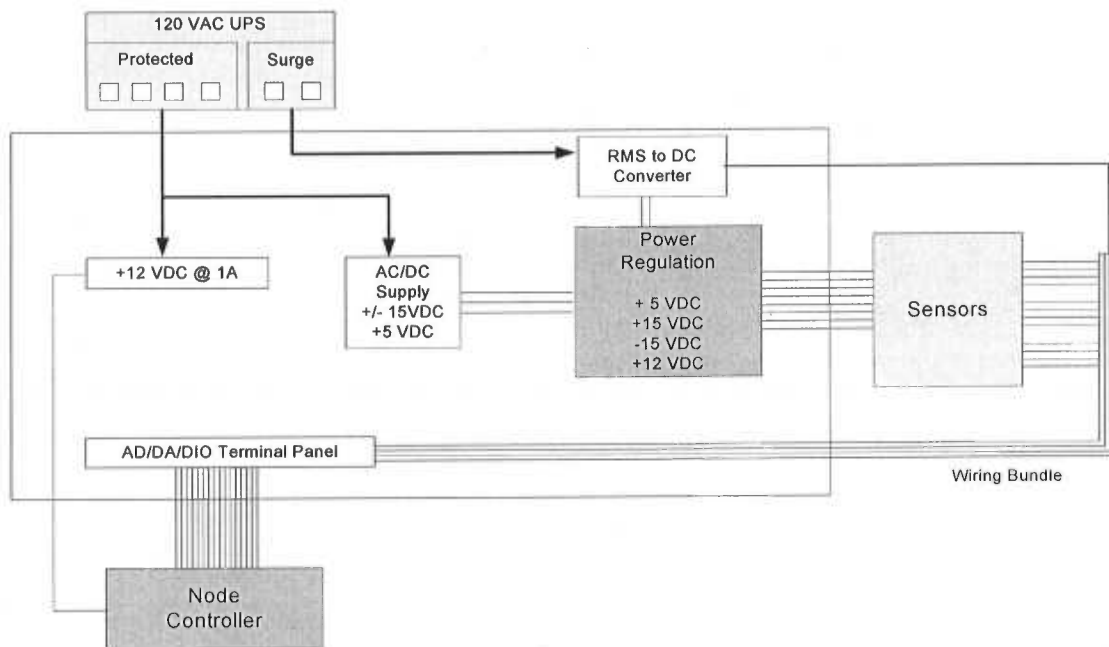 120 VAC UPS
Protected
Surge
RMS to DC
Converter
+12 VDC @ 1A
AC/DC
Supply
+/- 15VDC
+5 VDC
Power
Regulation
+ 5 VDC
+15 VDC
-15 VDC
+12 VDC
Sensors
AD/DA/DIO Terminal Panel
Wiring Bundle
Node
Controller